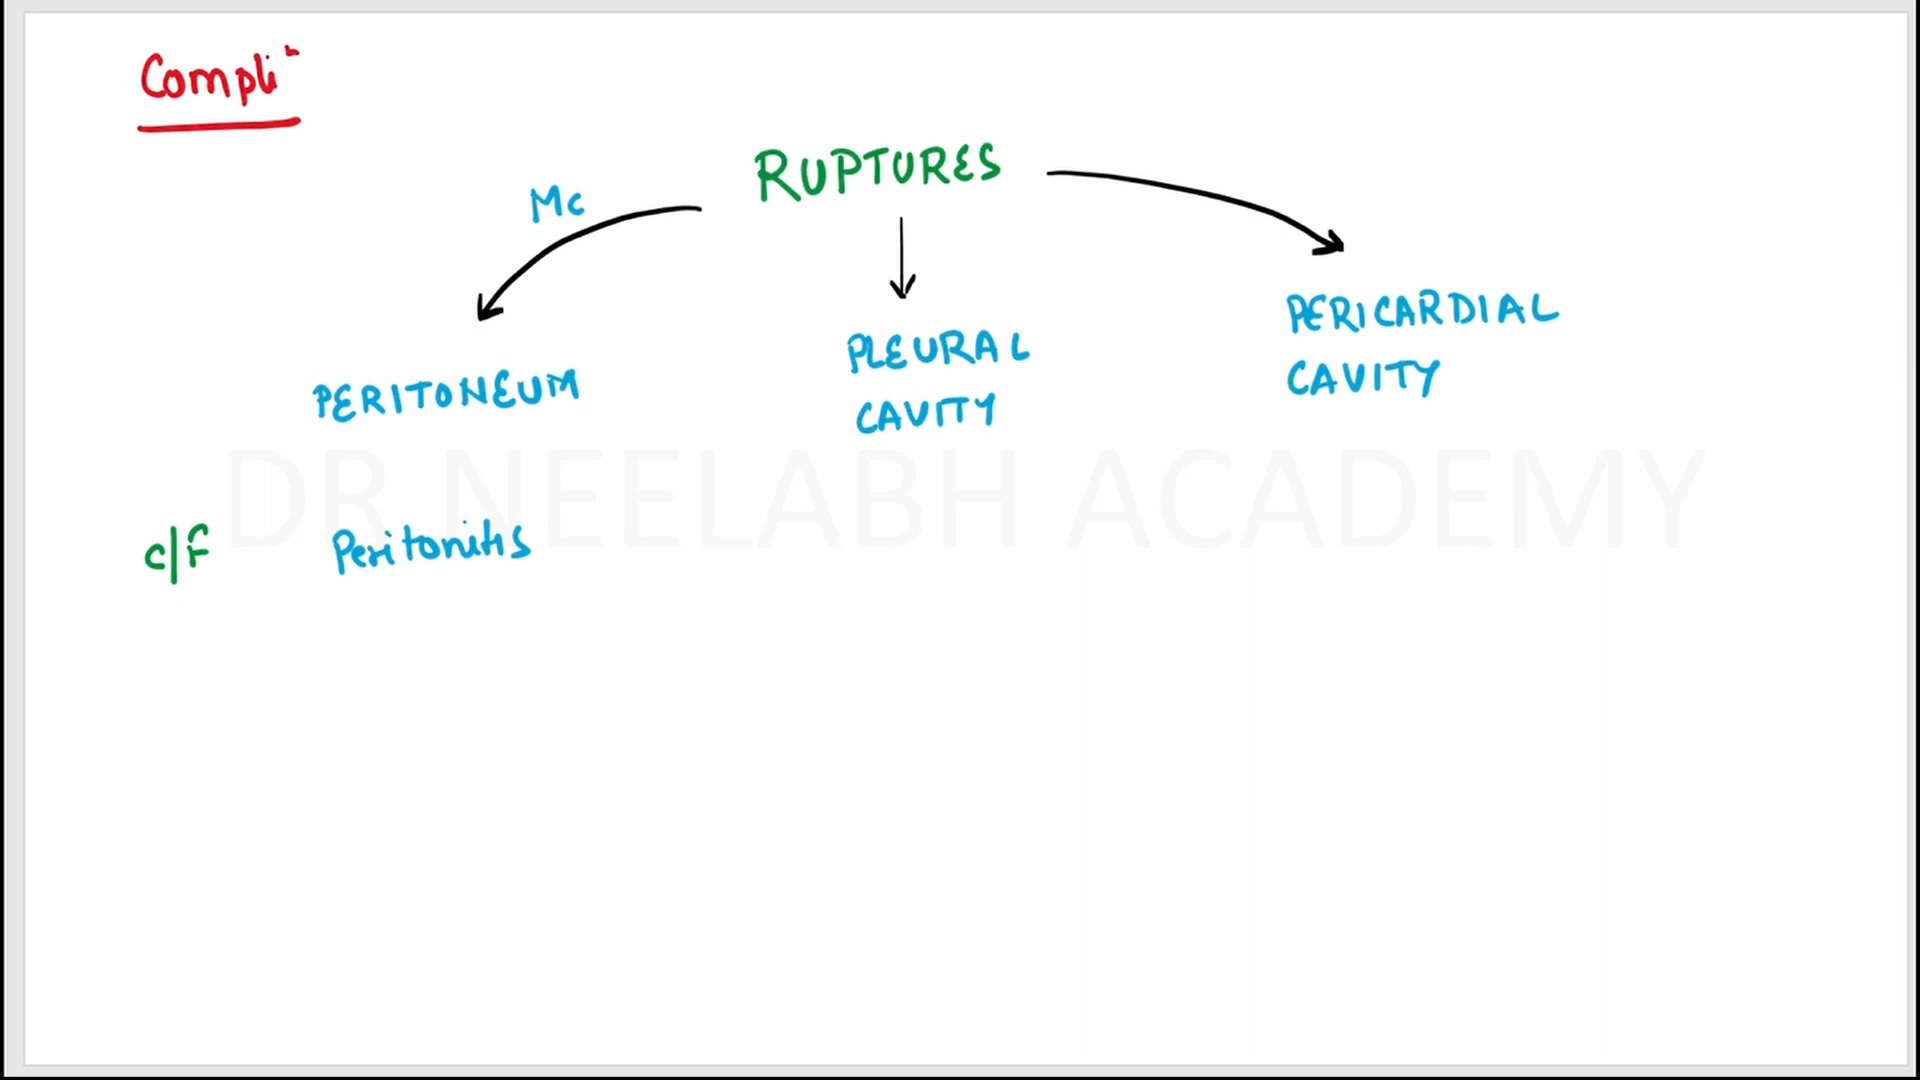 Compli^n
RUPTURES
Mc
PERITONEUM
PLEURAL
CAVITY
PERICARDIAL
CAVITY
DR NEELABH ACADEMY
C/F
Peritonitis